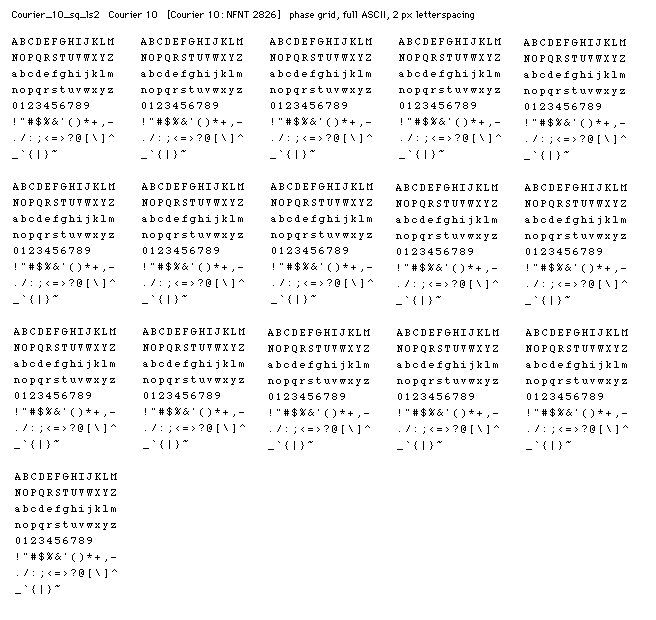 Courier_10_sq_ls2 Courier 10 [Courier 10: NFNT 2826] phase grid, full ASCII, 2 px letterspacing
ABCDEFGHIJKLM
NOPQRSTUVWXYZ
abcdefghijklm
nopqrstuvwxyz
0123456789
!"#$%&'()*+,-
./:;<=>?@[\]^
_`{|}~
ABCDEFGHIJKLM
NOPQRSTUVWXYZ
abcdefghijklm
nopqrstuvwxyz
0123456789
!"#$%&'()*+,-
./:;<=>?@[\]^
_`{|}~
ABCDEFGHIJKLM
NOPQRSTUVWXYZ
abcdefghijklm
nopqrstuvwxyz
0123456789
!"#$%&'()*+,-
./:;<=>?@[\]^
_`{|}~
ABCDEFGHIJKLM
NOPQRSTUVWXYZ
abcdefghijklm
nopqrstuvwxyz
0123456789
!"#$%&'()*+,-
./:;<=>?@[\]^
_`{|}~
ABCDEFGHIJKLM
NOPQRSTUVWXYZ
abcdefghijklm
nopqrstuvwxyz
0123456789
!"#$%&'()*+,-
./:;<=>?@[\]^
_`{|}~
ABCDEFGHIJKLM
NOPQRSTUVWXYZ
abcdefghijklm
nopqrstuvwxyz
0123456789
!"#$%&'()*+,-
./:;<=>?@[\]^
_`{|}~
ABCDEFGHIJKLM
NOPQRSTUVWXYZ
abcdefghijklm
nopqrstuvwxyz
0123456789
!"#$%&'()*+,-
./:;<=>?@[\]^
_`{|}~
ABCDEFGHIJKLM
NOPQRSTUVWXYZ
abcdefghijklm
nopqrstuvwxyz
0123456789
!"#$%&'()*+,-
./:;<=>?@[\]^
_`{|}~
ABCDEFGHIJKLM
NOPQRSTUVWXYZ
abcdefghijklm
nopqrstuvwxyz
0123456789
!"#$%&'()*+,-
./:;<=>?@[\]^
_`{|}~
ABCDEFGHIJKLM
NOPQRSTUVWXYZ
abcdefghijklm
nopqrstuvwxyz
0123456789
!"#$%&'()*+,-
./:;<=>?@[\]^
_`{|}~
ABCDEFGHIJKLM
NOPQRSTUVWXYZ
abcdefghijklm
nopqrstuvwxyz
0123456789
!"#$%&'()*+,-
./:;<=>?@[\]^
_`{|}~
ABCDEFGHIJKLM
NOPQRSTUVWXYZ
abcdefghijklm
nopqrstuvwxyz
0123456789
!"#$%&'()*+,-
./:;<=>?@[\]^
_`{|}~
ABCDEFGHIJKLM
NOPQRSTUVWXYZ
abcdefghijklm
nopqrstuvwxyz
0123456789
!"#$%&'()*+,-
./:;<=>?@[\]^
_`{|}~
ABCDEFGHIJKLM
NOPQRSTUVWXYZ
abcdefghijklm
nopqrstuvwxyz
0123456789
!"#$%&'()*+,-
./:;<=>?@[\]^
_`{|}~
ABCDEFGHIJKLM
NOPQRSTUVWXYZ
abcdefghijklm
nopqrstuvwxyz
0123456789
!"#$%&'()*+,-
./:;<=>?@[\]^
_`{|}~
ABCDEFGHIJKLM
NOPQRSTUVWXYZ
abcdefghijklm
nopqrstuvwxyz
0123456789
!"#$%&'()*+,-
./:;<=>?@[\]^
_`{|}~